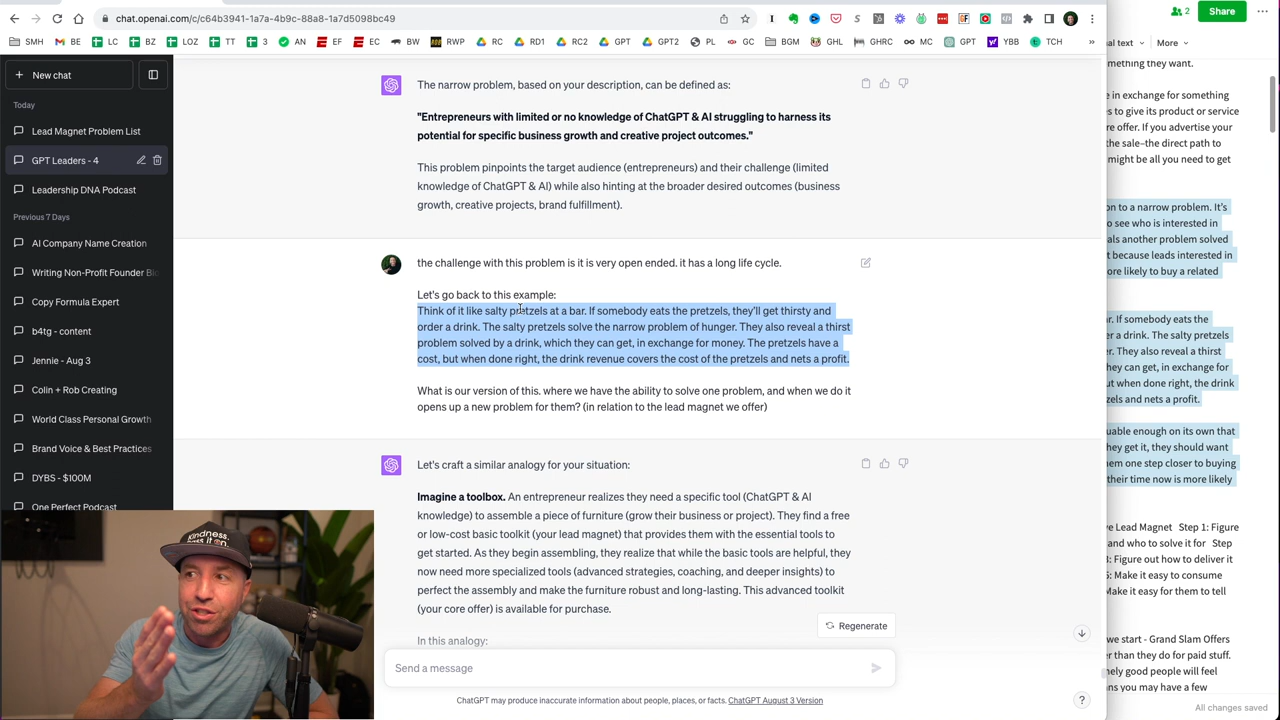 chat.openai.com/c/c64b3941-1a7a-4b9c-88a8-1a7d5098bc49
SMH
BE
LC
BZ
LOZ
TT
3
AN
EF
EC
BW
RWP
RC
RD1
RC2
GPT
GPT2
PL
GC
BGM
GHL
GHRC
MC
GPT
YBB
TCH
»
New chat
Today
Lead Magnet Problem List
GPT Leaders - 4
Leadership DNA Podcast
Previous 7 Days
AI Company Name Creation
Writing Non-Profit Founder Bi
Copy Formula Expert
b4tg - content
Jennie - Aug 3
Colin + Rob Creating
World Class Personal Growth
Brand Voice & Best Practices
DYBS - $100M
One Perfect Podcast
The narrow problem, based on your description, can be defined as:
"Entrepreneurs with limited or no knowledge of ChatGPT & AI struggling to harness its
potential for specific business growth and creative project outcomes."
This problem pinpoints the target audience (entrepreneurs) and their challenge (limited
knowledge of ChatGPT & AI) while also hinting at the broader desired outcomes (business
growth, creative projects, brand fulfillment).
the challenge with this problem is it is very open ended. it has a long life cycle.
Let's go back to this example:
Think of it like salty pretzels at a bar. If somebody eats the pretzels, they'll get thirsty and
order a drink. The salty pretzels solve the narrow problem of hunger. They also reveal a thirst
problem solved by a drink, which they can get, in exchange for money. The pretzels have a
cost, but when done right, the drink revenue covers the cost of the pretzels and nets a profit.
What is our version of this. where we have the ability to solve one problem, and when we do it
opens up a new problem for them? (in relation to the lead magnet we offer)
Let's craft a similar analogy for your situation:
Imagine a toolbox. An entrepreneur realizes they need a specific tool (ChatGPT & AI
knowledge) to assemble a piece of furniture (grow their business or project). They find a free
or low-cost basic toolkit (your lead magnet) that provides them with the essential tools to
get started. As they begin assembling, they realize that while the basic tools are helpful, they
now need more specialized tools (advanced strategies, coaching, and deeper insights) to
perfect the assembly and make the furniture robust and long-lasting. This advanced toolkit
(your core offer) is available for purchase.
In this analogy:
Regenerate
Send a message
ChatGPT may produce inaccurate information about people, places, or facts. ChatGPT August 3 Version
?
kindness.
pass it on.
2
Share
al text
More
mething they want.
e in exchange for something
es to give its product or service
re offer. If you advertise your
the sale–the direct path to
might be all you need to get
on to a narrow problem. It's
o see who is interested in
als another problem solved
t because leads interested in
ore likely to buy a related
ar. If somebody eats the
er a drink. The salty
r. They also reveal a thirst
they can get, in exchange for
out when done right, the drink
zels and nets a profit.
uable enough on its own that
ey get it, they should want
em one step closer to buying
their time now is more likely
ve Lead Magnet Step 1: Figure
and who to solve it for Step
: Figure out how to deliver it
: Make it easy to consume
Make it easy for them to tell
we start - Grand Slam Offers
r than they do for paid stuff.
nely good people will feel
ns you may have a few
All changes saved